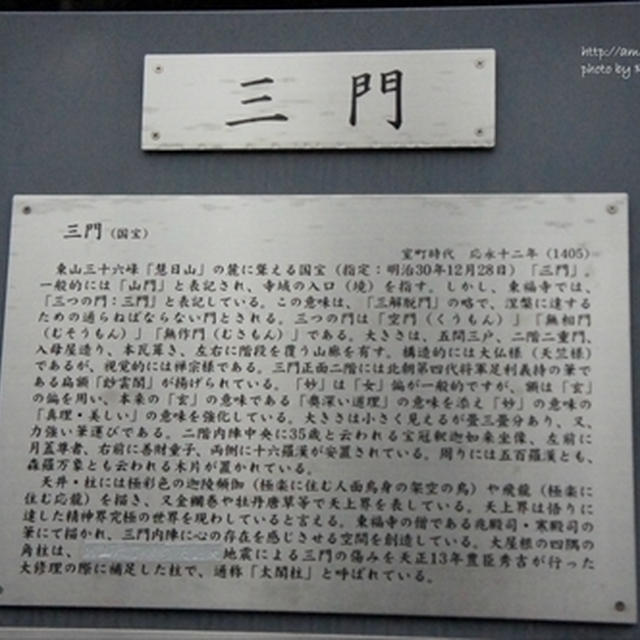 三門
http://am
photo by
三門（国宝）
室町時代　応永十二年（1405）
東山三十六峰「慧日山」の麓に聳える国宝（指定：明治30年12月28日）「三門」。
一般的には「山門」と表記され、寺域の入口（境）を指す。しかし、東福寺では、
「三つの門：三門」と表記している。この意味は、「三解脱門」の略で、涅槃に達する
ための通らねばならない門とされる。三つの門は「空門（くうもん）」「無相門
（むそうもん）」「無作門（むさもん）」である。大きさは、五間三戸、二階二重門、
入母屋造り、本瓦葺き、左右に階段を覆う山廊を有す。構造的には大仏様（天竺様）
であるが、視覚的には禅宗様である。三門正面二階には北朝第四代将軍足利義持の筆で
ある扁額「妙雲閣」が揚げられている。「妙」は「女」偏が一般的ですが、額は「玄」
の偏を用い、本来の「玄」の意味である「奥深い道理」の意味を添え「妙」の意味の
「真理・美しい」の意味を強化している。大きさは小さく見えるが畳三畳分あり、又、
力強い筆運びである。二階内陣中央に35歳と云われる宝冠釈迦如来坐像、左前に
月蓋尊者、右前に善財童子、両側に十六羅漢が安置されている。周りには五百羅漢とも、
森羅万象とも云われる木片が置かれている。
天井・柱には極彩色の迦陵頻伽（極楽に住む人面鳥身の架空の鳥）や飛龍（極楽に
住む応龍）を描き、又金襴巻や牡丹唐草等で天上界を表している。天上界は悟りに
達した精神界究極の世界を現わしていると言える。東福寺の僧である兆殿司・寒殿司の
筆にて描かれ、三門内陣に心の存在を感じさせる空間を創造している。大屋根の四隅の
角柱は、地震による三門の傷みを天正13年豊臣秀吉が行った
大修理の際に補足した柱で、通称「太閤柱」と呼ばれている。